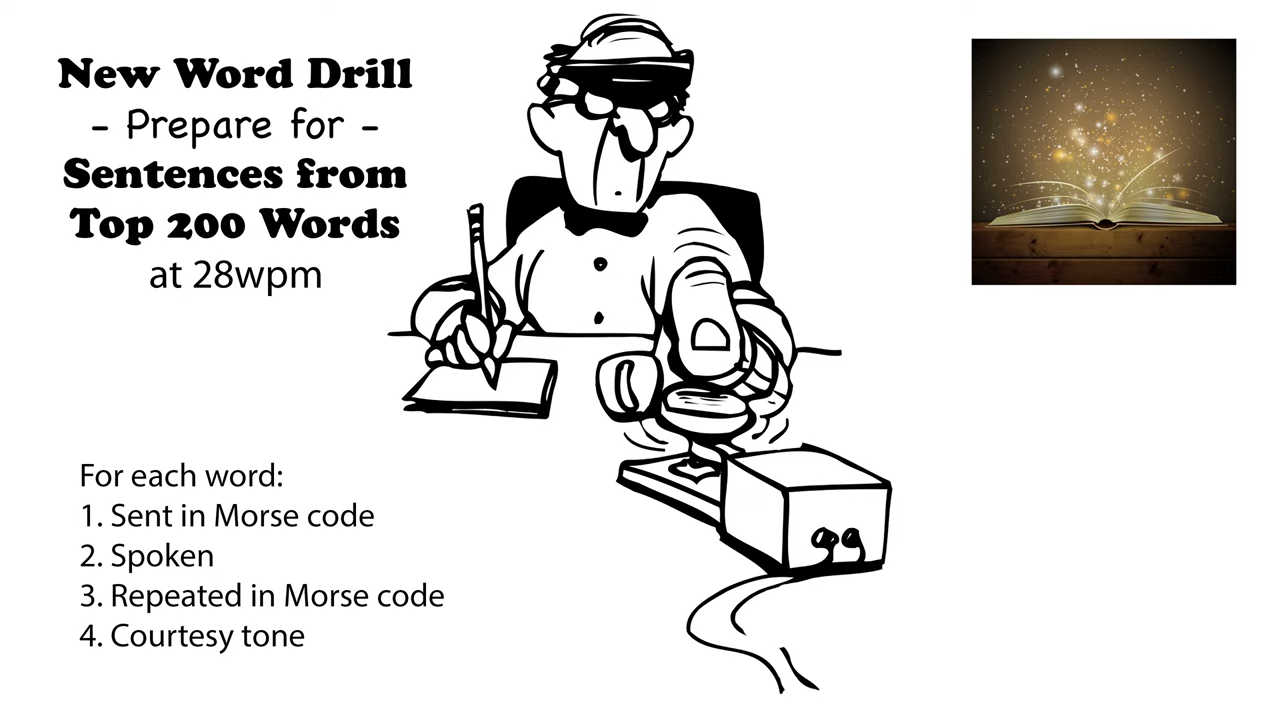 New Word Drill
- Prepare for -
Sentences from
Top 200 Words
at 28wpm
For each word:
1. Sent in Morse code
2. Spoken
3. Repeated in Morse code
4. Courtesy tone